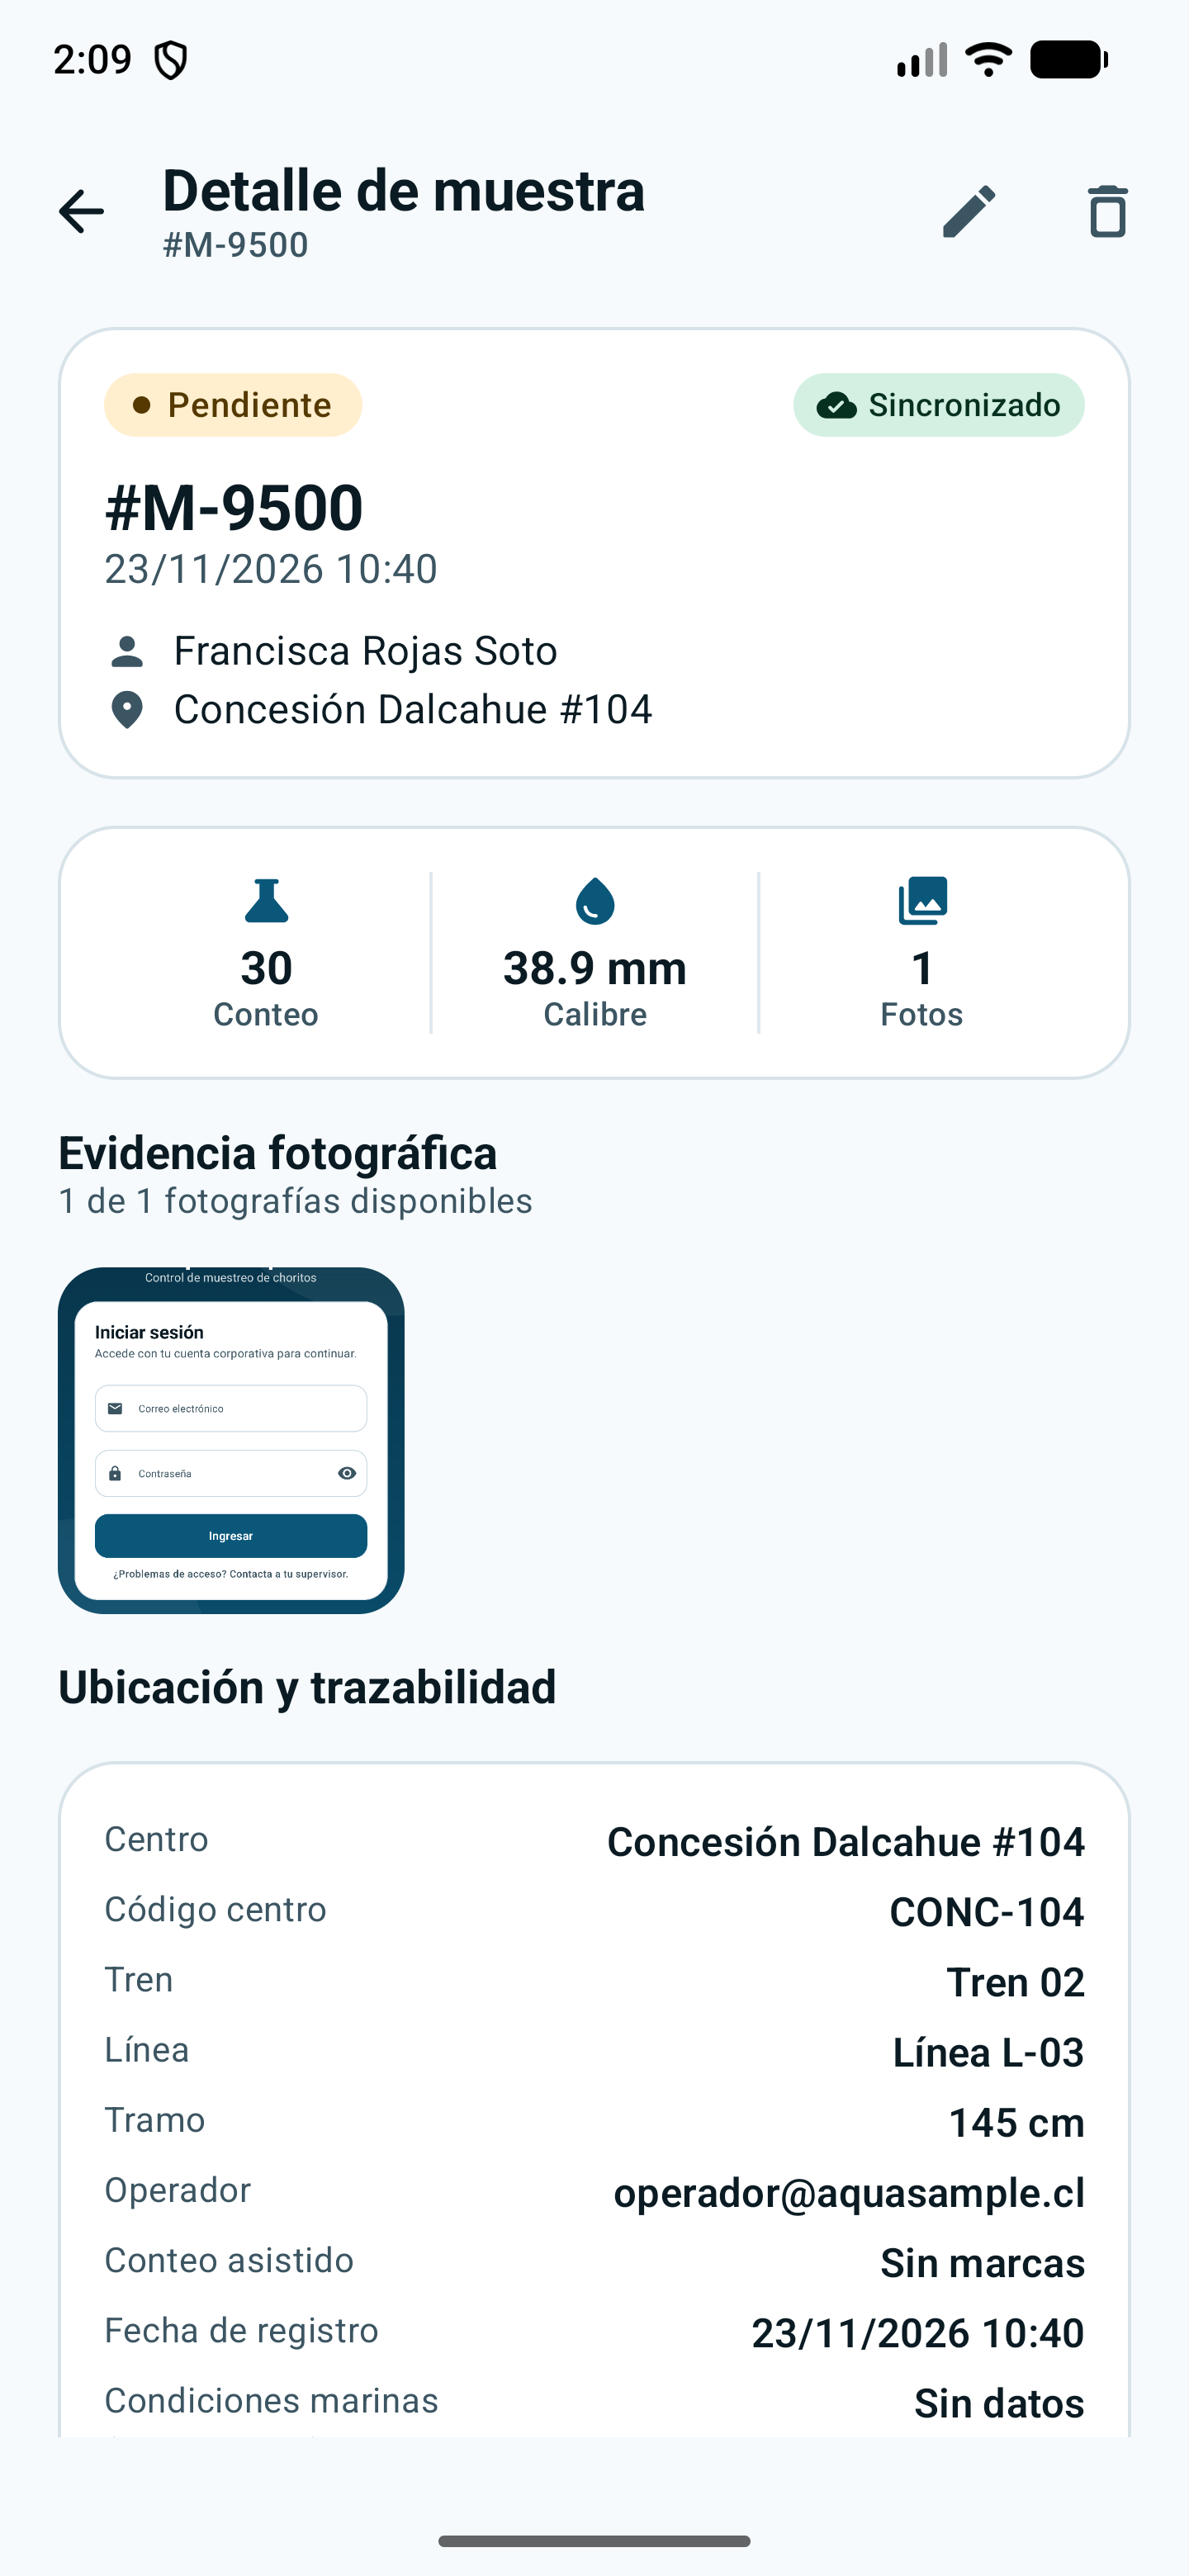 2:09
Detalle de muestra
#M-9500
Pendiente
Sincronizado
#M-9500
23/11/2026 10:40
Francisca Rojas Soto
Concesión Dalcahue #104
30
38.9 mm
1
Conteo
Calibre
Fotos
Evidencia fotográfica
1 de 1 fotografías disponibles
Control de muestreo de choritos
Iniciar sesión
Accede con tu cuenta corporativa para continuar.
Correo electrónico
Contraseña
Ingresar
¿Problemas de acceso? Contacta a tu supervisor.
Ubicación y trazabilidad
Centro Concesión Dalcahue #104
Código centro CONC-104
Tren Tren 02
Línea Línea L-03
Tramo 145 cm
Operador operador@aquasample.cl
Conteo asistido Sin marcas
Fecha de registro 23/11/2026 10:40
Condiciones marinas Sin datos